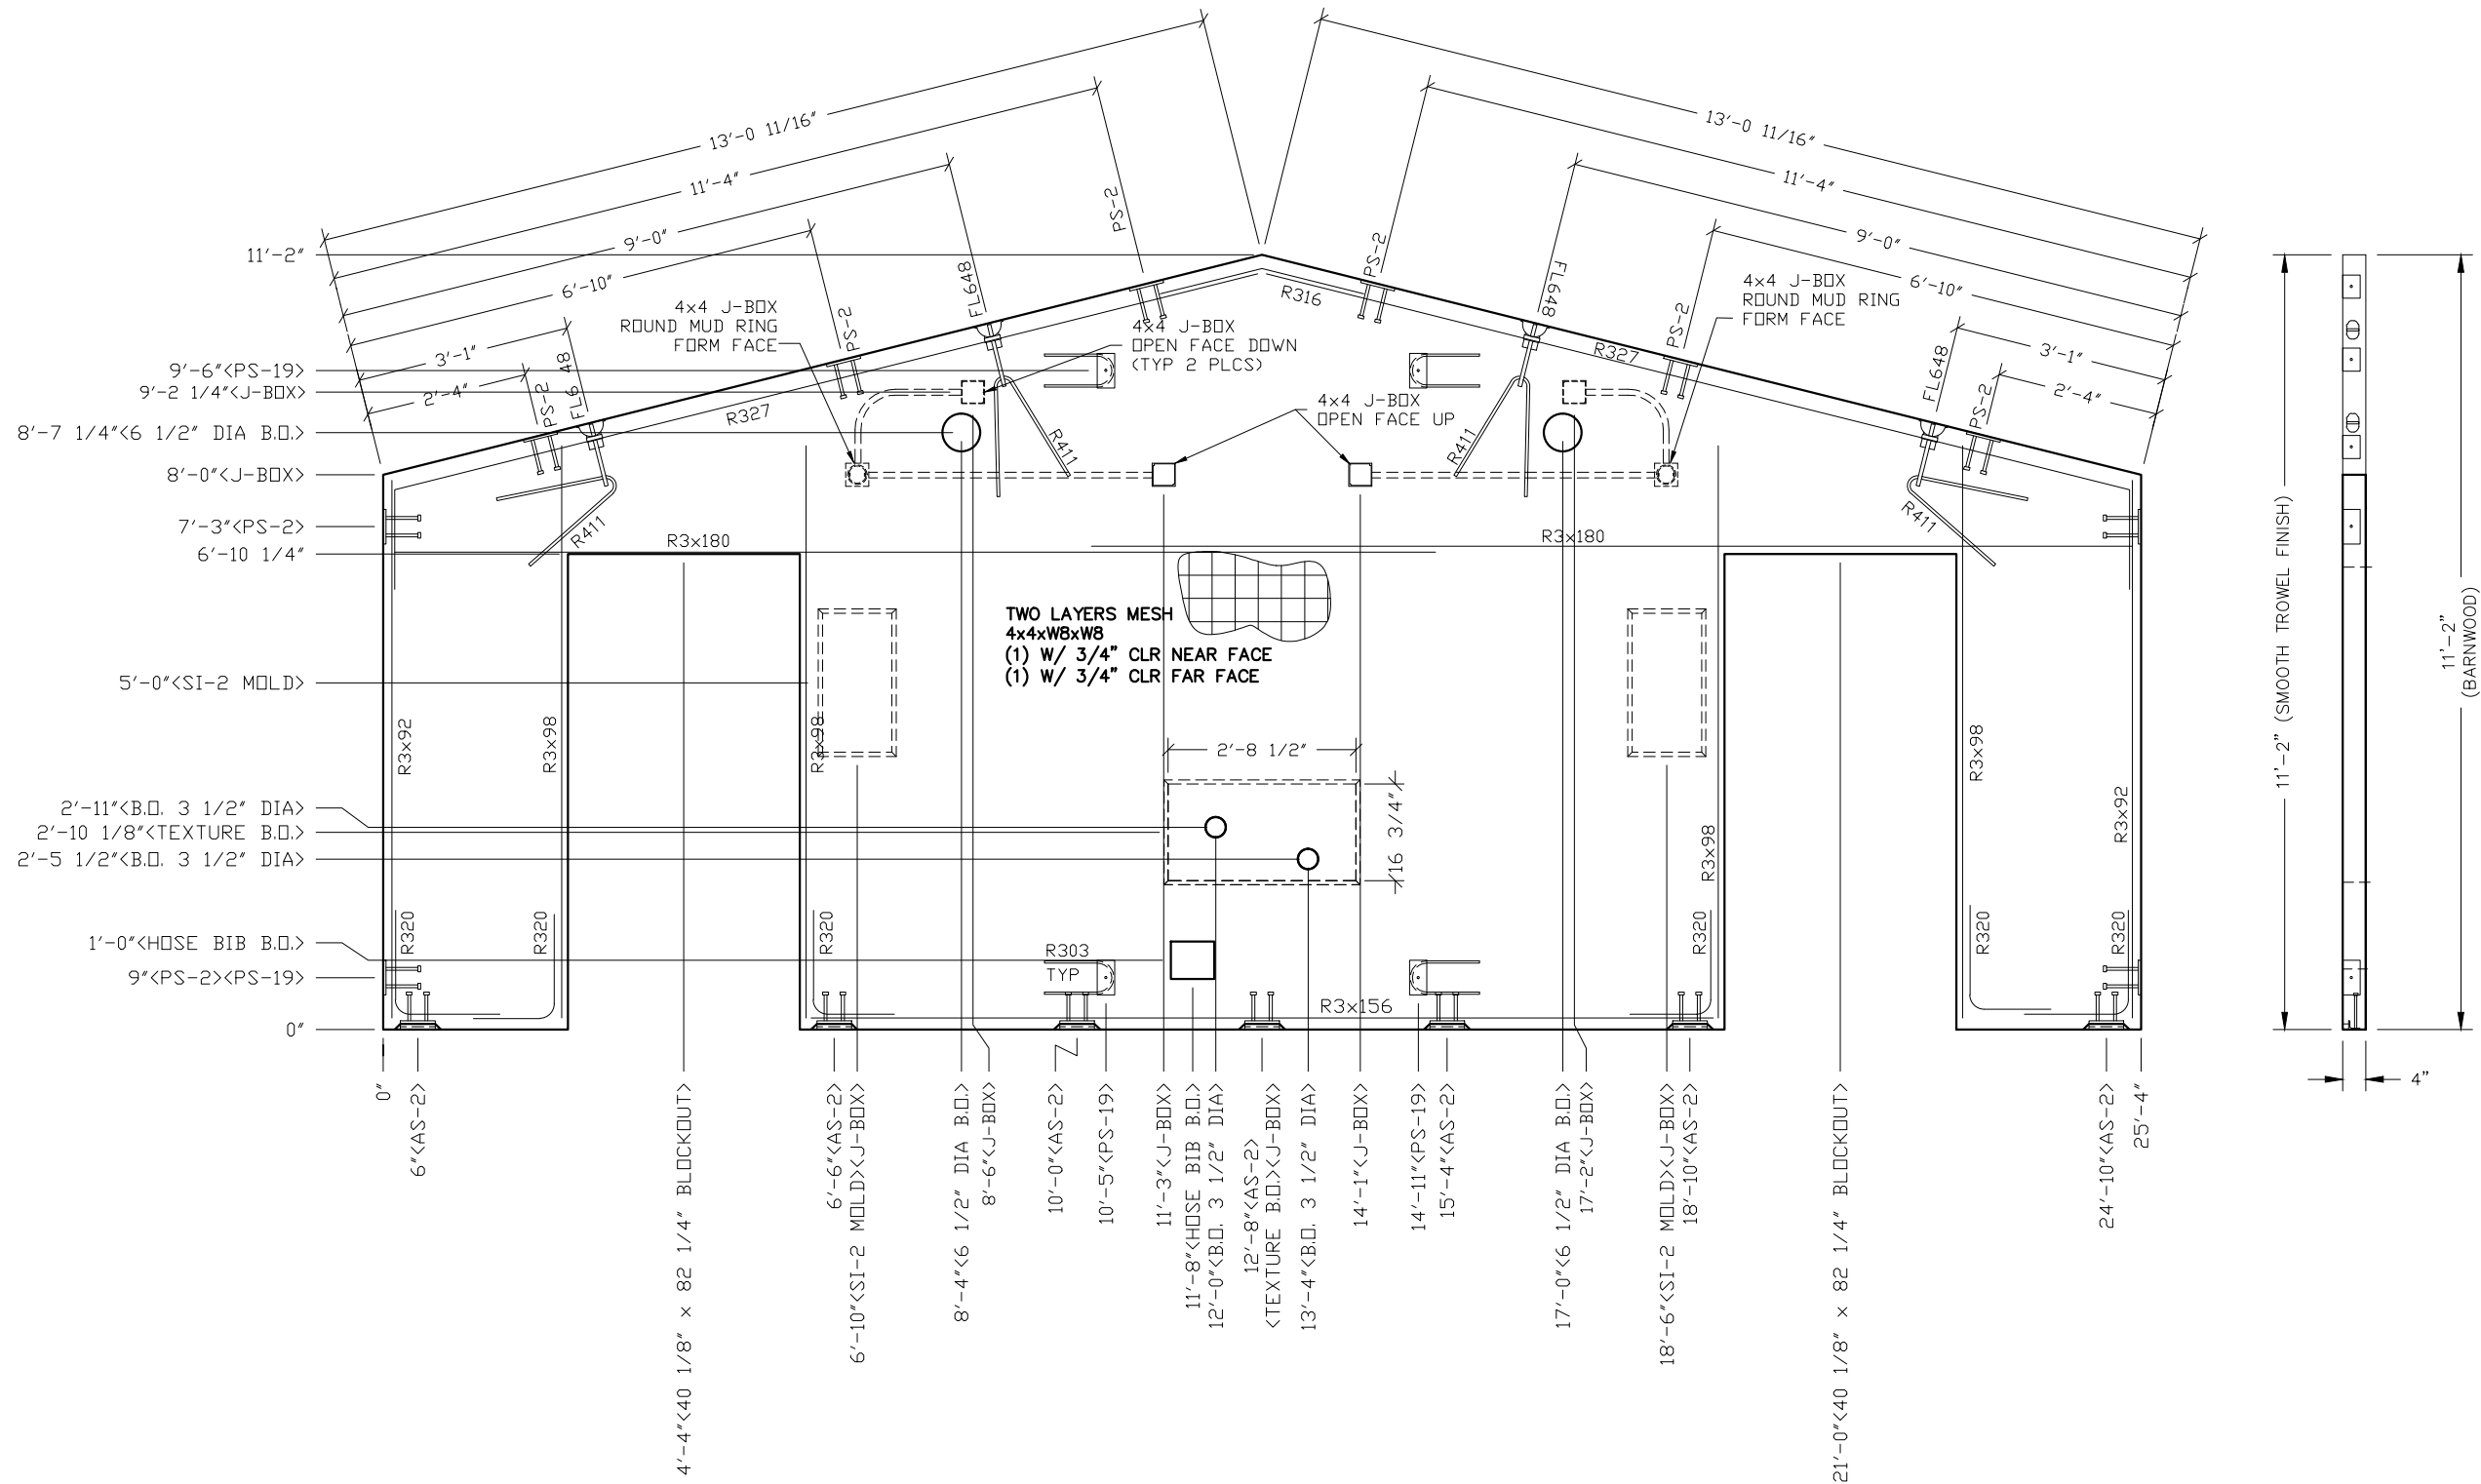 13'-0 11/16"
11'-4"
9'-0"
6'-10"
3'-1"
2'-4"
PS-2
FL648
PS-2
FL648
PS-2
13'-0 11/16"
11'-4"
9'-0"
6'-10"
3'-1"
2'-4"
PS-2
FL648
PS-2
FL648
PS-2
4x4 J-BOX
ROUND MUD RING
FORM FACE
4x4 J-BOX
OPEN FACE DOWN
(TYP 2 PLCS)
4x4 J-BOX
OPEN FACE UP
4x4 J-BOX
ROUND MUD RING
FORM FACE
11'-2"
9'-6"<PS-19>
9'-2 1/4"<J-BOX>
8'-7 1/4"<6 1/2" DIA B.O.>
8'-0"<J-BOX>
7'-3"<PS-2>
6'-10 1/4"
5'-0"<SI-2 MOLD>
2'-11"<B.O. 3 1/2" DIA>
2'-10 1/8"<TEXTURE B.O.>
2'-5 1/2"<B.O. 3 1/2" DIA>
1'-0"<HOSE BIB B.O.>
9"<PS-2><PS-19>
0"
R327
R316
R327
R411
R411
R411
R411
R3x180
R3x180
TWO LAYERS MESH
4x4xW8xW8
(1) W/ 3/4" CLR NEAR FACE
(1) W/ 3/4" CLR FAR FACE
2'-8 1/2"
16 3/4"
R3x92
R3x98
R3x98
R3x98
R3x98
R3x92
R320
R320
R320
R320
R320
R320
R303
TYP
R3x156
0"
6"<AS-2>
4'-4"<40 1/8" x 82 1/4" BLOCKOUT>
6'-6"<AS-2>
6'-10"<SI-2 MOLD><J-BOX>
8'-4"<6 1/2" DIA B.O.>
8'-6"<J-BOX>
10'-0"<AS-2>
10'-5"<PS-19>
11'-3"<J-BOX>
11'-8"<HOSE BIB B.O.>
12'-0"<B.O. 3 1/2" DIA>
12'-8"<AS-2>
<TEXTURE B.O.><J-BOX>
13'-4"<B.O. 3 1/2" DIA>
14'-1"<J-BOX>
14'-11"<PS-19>
15'-4"<AS-2>
17'-0"<6 1/2" DIA B.O.>
17'-2"<J-BOX>
18'-6"<SI-2 MOLD><J-BOX>
18'-10"<AS-2>
21'-0"<40 1/8" x 82 1/4" BLOCKOUT>
24'-10"<AS-2>
25'-4"
11'-2" (SMOOTH TROWEL FINISH)
11'-2"
(BARNWOOD)
4"